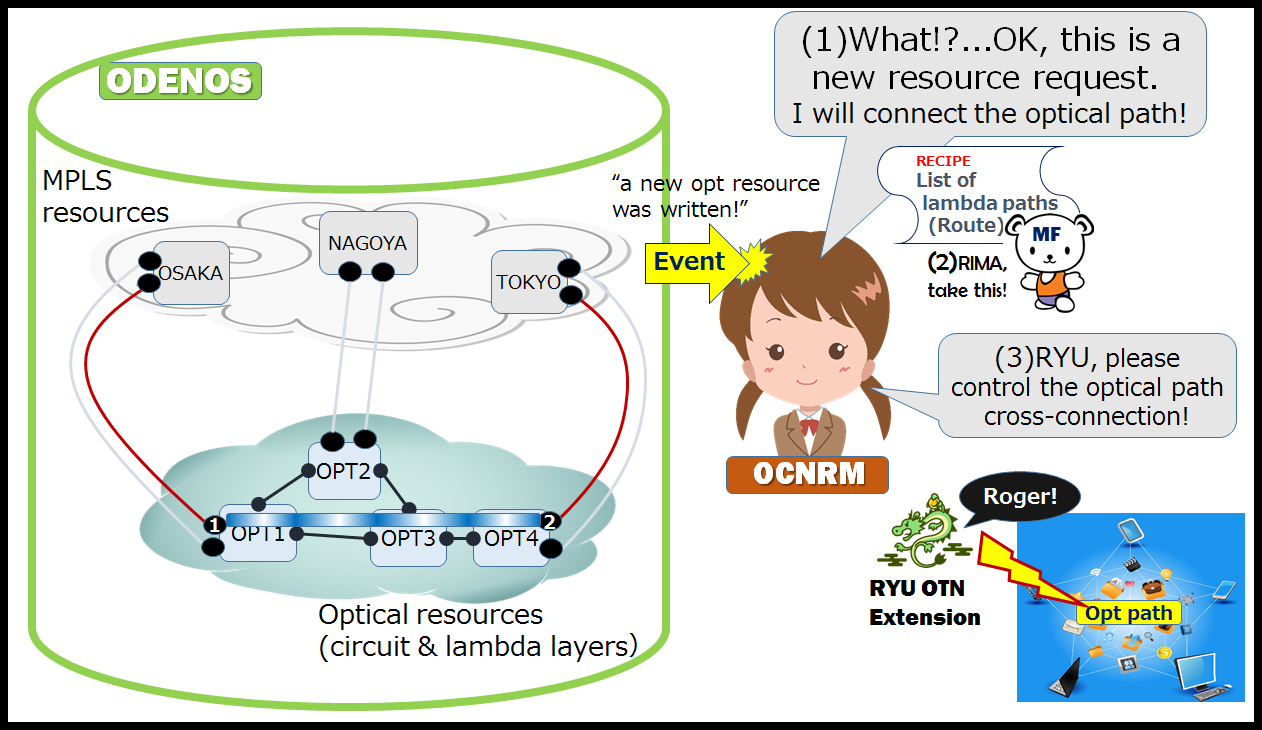 ODENOS
MPLS
resources
OSAKA
NAGOYA
TOKYO
"a new opt resource
was written!"
Event
(1)What!?...OK, this is a
new resource request.
I will connect the optical path!
RECIPE
List of
lambda paths
(Route)
MF
(2)RIMA,
take this!
(3)RYU, please
control the optical path
cross-connection!
OCNRM
OPT2
1
OPT1
OPT3
OPT4
2
Optical resources
(circuit & lambda layers)
Roger!
RYU OTN
Extension
Opt path